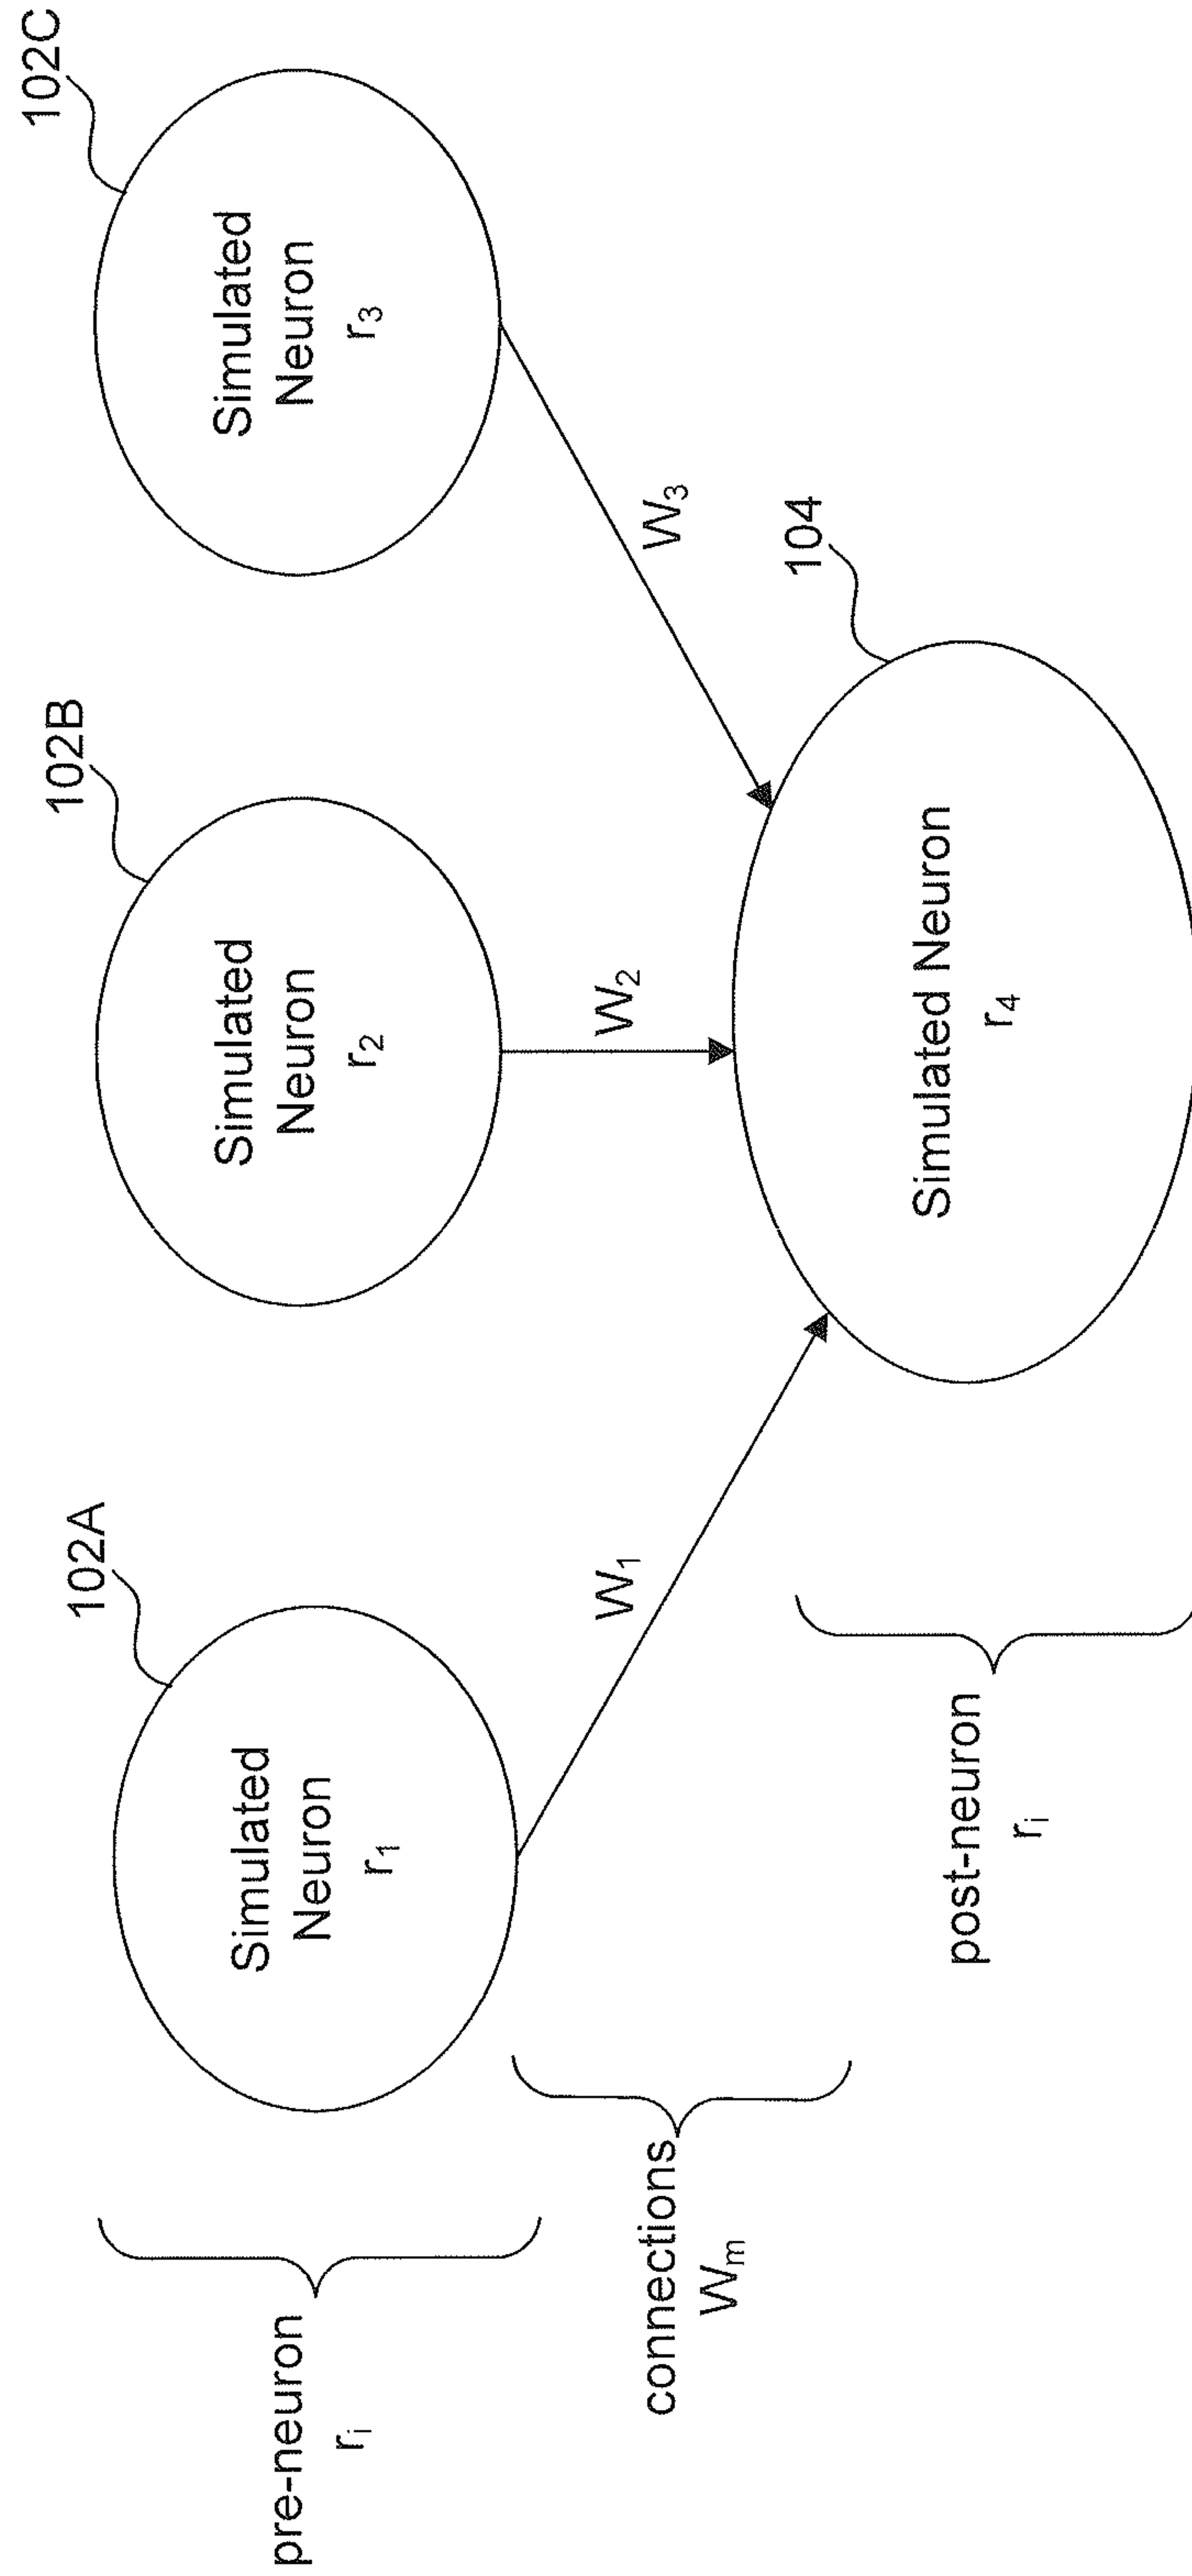 102A
102B
102C
pre-neuron
rᵢ
Simulated
Neuron
r₁
Simulated
Neuron
r₂
Simulated
Neuron
r₃
connections
Wₘ
W₁
W₂
W₃
104
post-neuron
rᵢ
Simulated Neuron
r₄